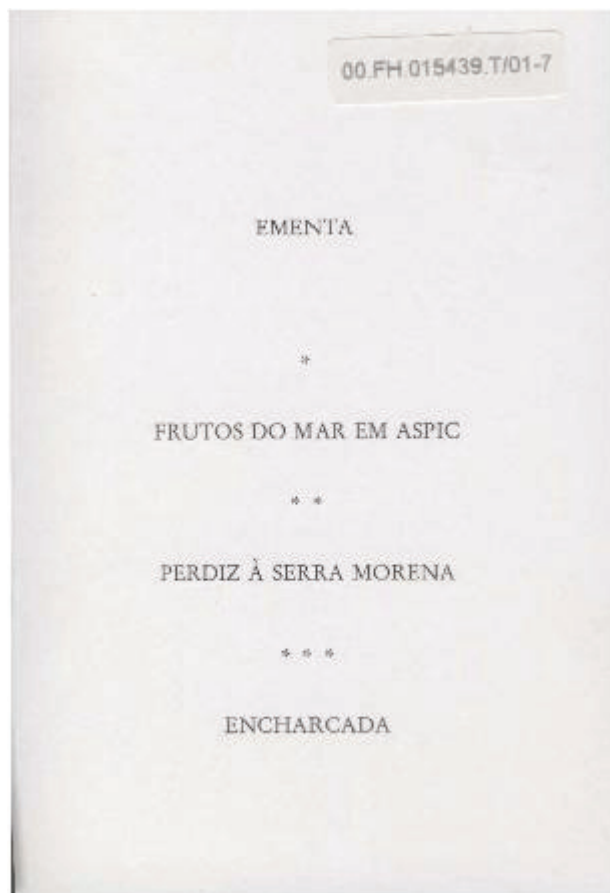 00.FH.015439.T/01-7
EMENTA
*
FRUTOS DO MAR EM ASPIC
* *
PERDIZ À SERRA MORENA
* * *
ENCHARCADA